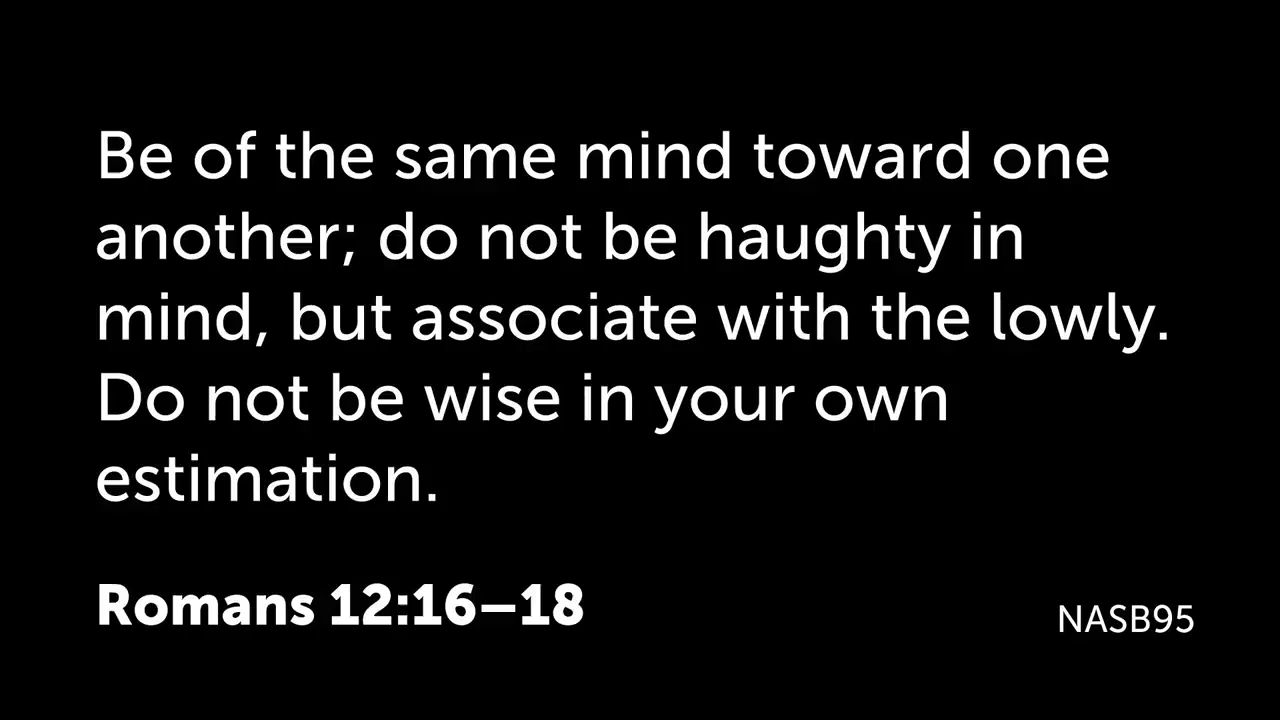 Be of the same mind toward one
another; do not be haughty in
mind, but associate with the lowly.
Do not be wise in your own
estimation.
Romans 12:16–18
NASB95